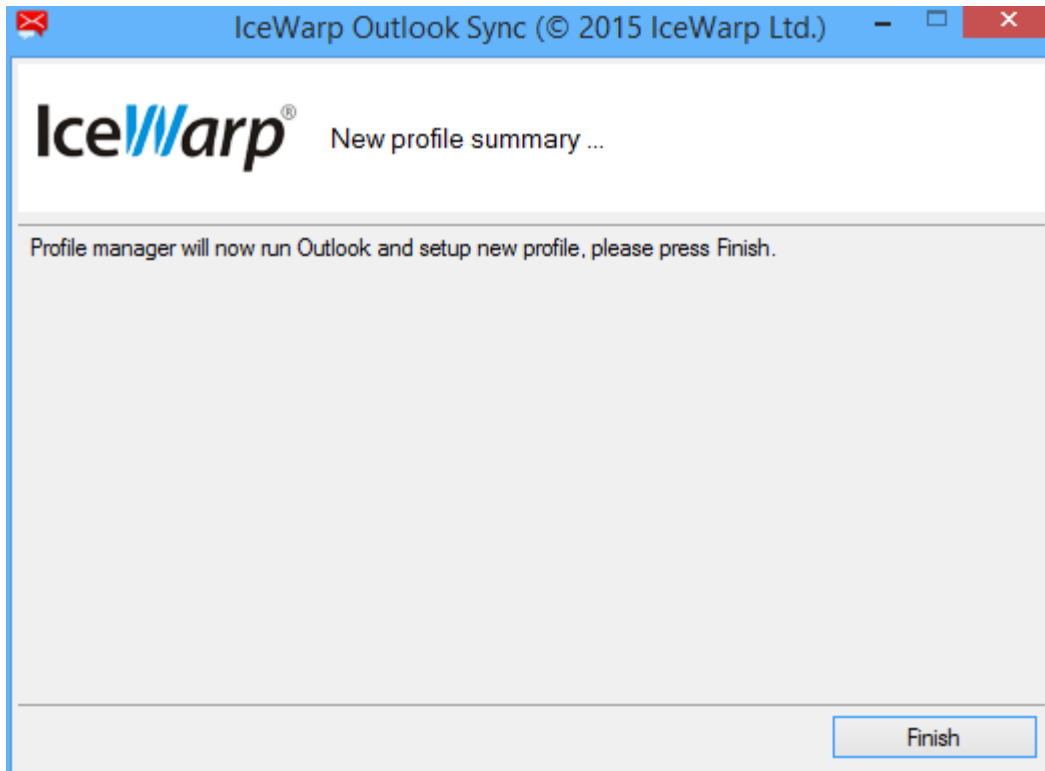 IceWarp Outlook Sync (© 2015 IceWarp Ltd.)
IceWarp® New profile summary ...
Profile manager will now run Outlook and setup new profile, please press Finish.
Finish